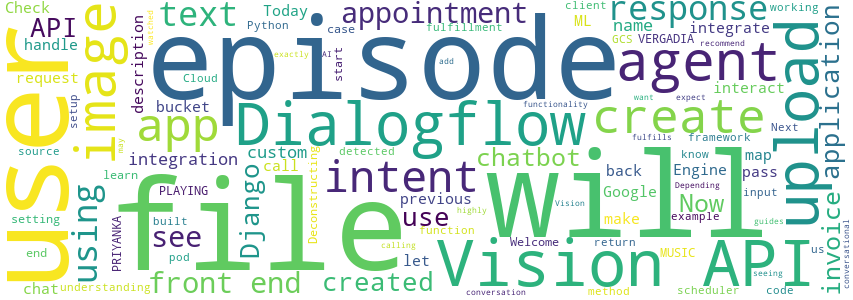 Check
API
handle
request
setup
user
source
setting
end
chat
using
image
understanding
learn
PRIYANKA
description
text
Today
Python
watched
episode
Cloud
bucket
app
integration
PLAYING
see
pod
built
front end
Django
custom
call
Deconstructing
exactly
AI
case
start
Dialogflow
detected
file
created
appointment
fulfillment
add
functionality
intent
previous
use
let
function
highly
calling
MUSIC
conversation
Vision API
Welcome
Vision
chatbot
response
client
ML
name
GCS
VERGADIA
integrate
working
recommend
agent
want
expect
interact
create
fulfills
framework
Next
back
know
Engine
map
pass
Google
Depending
input
make
Now
example
Will
return
us
method
scheduler
seeing
code
guides
upload
application
invoice
conversational
may